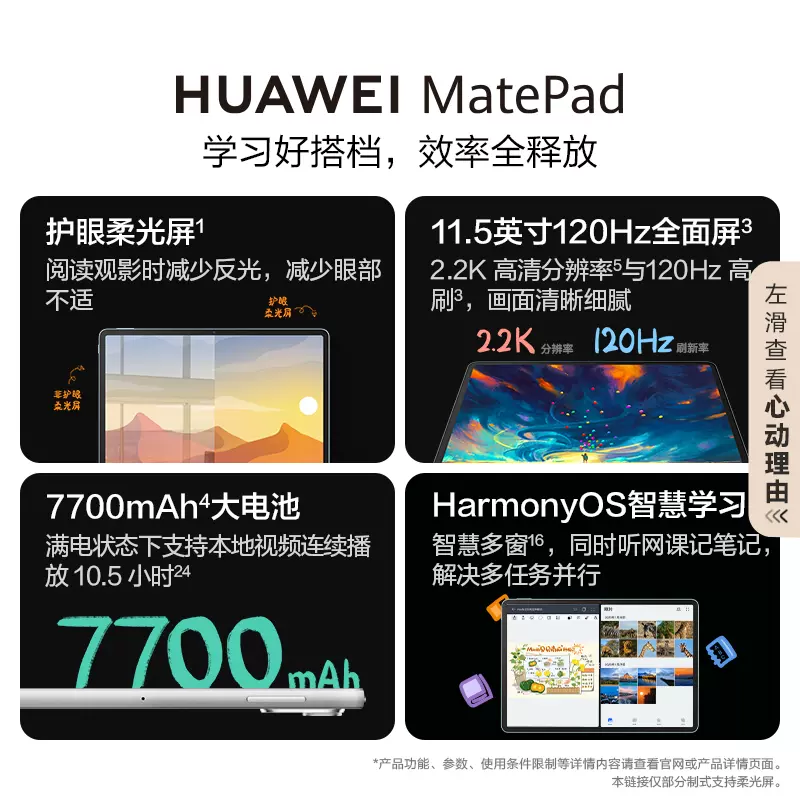 HUAWEI MatePad
学习好搭档，效率全释放
护眼柔光屏1
阅读观影时减少反光，减少眼部
不适
护眼
柔光屏
非护眼
柔光屏
11.5英寸120Hz全面屏3
2.2K 高清分辨率5与120Hz 高
刷3，画面清晰细腻
2.2K 分辨率 120Hz 刷新率
左滑查看心动理由
7700mAh4大电池
满电状态下支持本地视频连续播
放 10.5 小时24
7700mAh
HarmonyOS智慧学习
智慧多窗16，同时听网课记笔记，
解决多任务并行
*产品功能、参数、使用条件限制等详情内容请查看官网或产品详情页面。
本链接仅部分制式支持柔光屏。